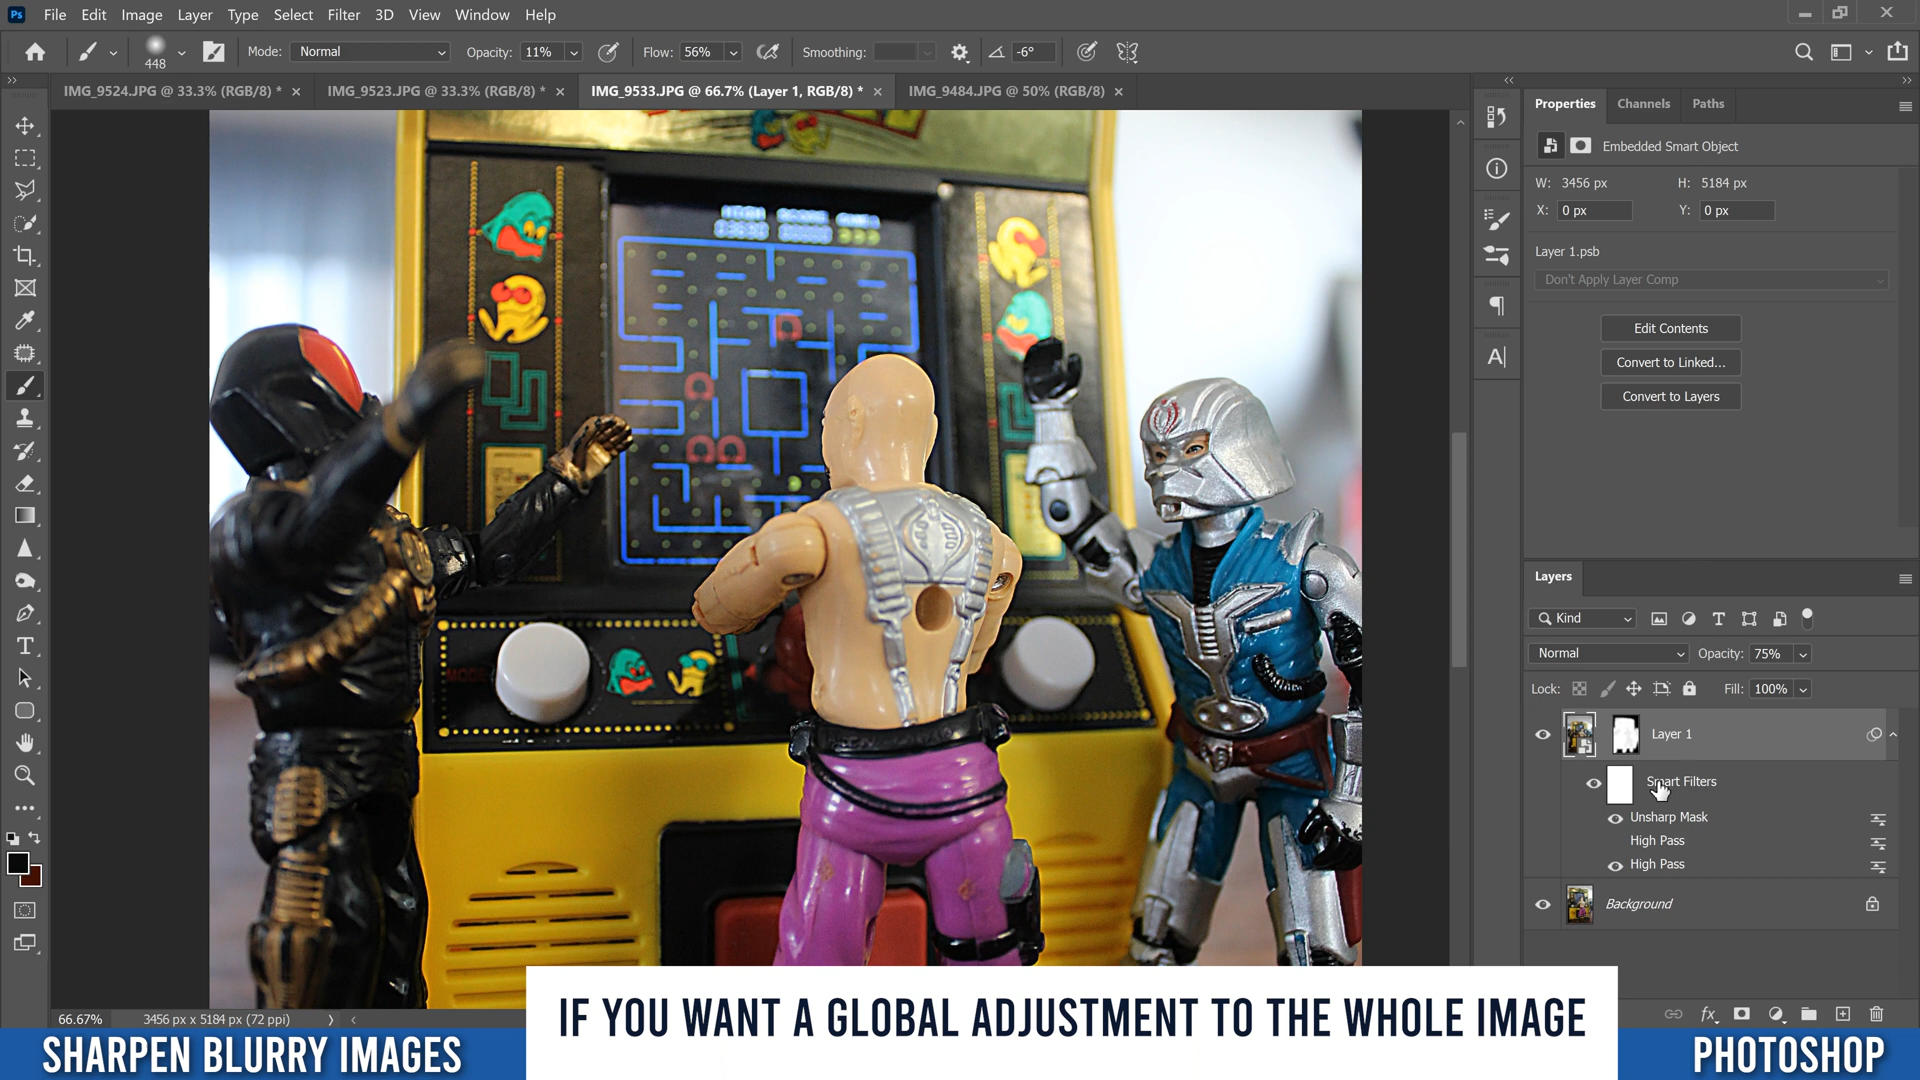 Ps File Edit Image Layer Type Select Filter 3D View Window Help
448 Mode: Normal Opacity: 11% Flow: 56% Smoothing: -6°
IMG_9524.JPG @ 33.3% (RGB/8) * IMG_9523.JPG @ 33.3% (RGB/8) * IMG_9533.JPG @ 66.7% (Layer 1, RGB/8) * IMG_9484.JPG @ 50% (RGB/8)
Properties Channels Paths
Embedded Smart Object
W: 3456 px H: 5184 px
X: 0 px Y: 0 px
Layer 1.psb
Don't Apply Layer Comp
Edit Contents
Convert to Linked...
Convert to Layers
Layers
Kind
Normal Opacity: 75%
Lock: Fill: 100%
Layer 1
Smart Filters
Unsharp Mask
High Pass
High Pass
Background
MODE
66.67% 3456 px x 5184 px (72 ppi)
IF YOU WANT A GLOBAL ADJUSTMENT TO THE WHOLE IMAGE
SHARPEN BLURRY IMAGES
PHOTOSHOP